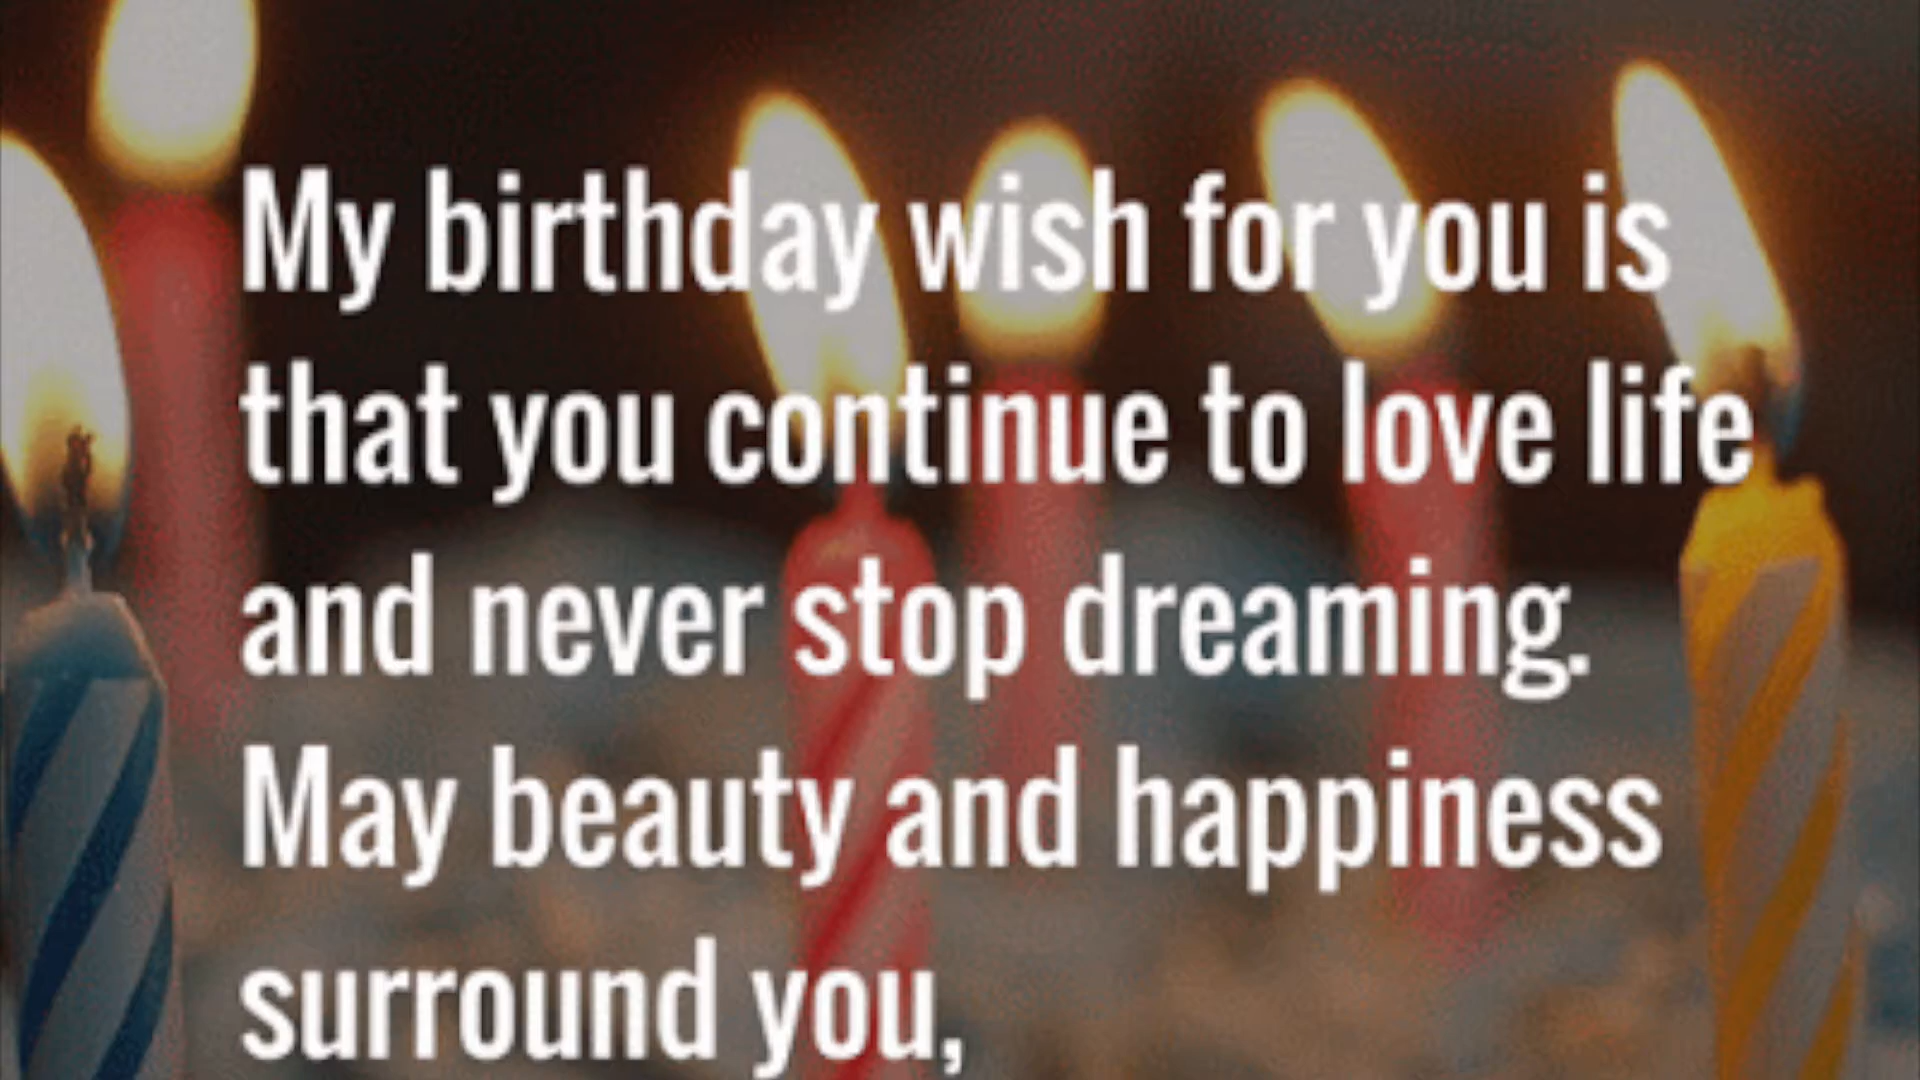 My birthday wish for you is
that you continue to love life
and never stop dreaming.
May beauty and happiness
surround you,